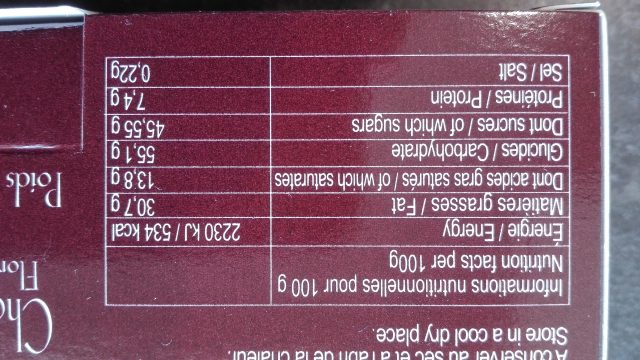 A conserver au sec et à l'abri de la chaleur.
Store in a cool dry place.
Informations nutritionnelles pour 100 g
Nutrition facts per 100g
Énergie / Energy 2230 kJ / 534 kcal
Matières grasses / Fat 30,7 g
Dont acides gras saturés / of which saturates 13,8 g
Glucides / Carbohydrate 55,1 g
Dont sucres / of which sugars 45,55 g
Protéines / Protein 7,4 g
Sel / Salt 0,22g
Poids